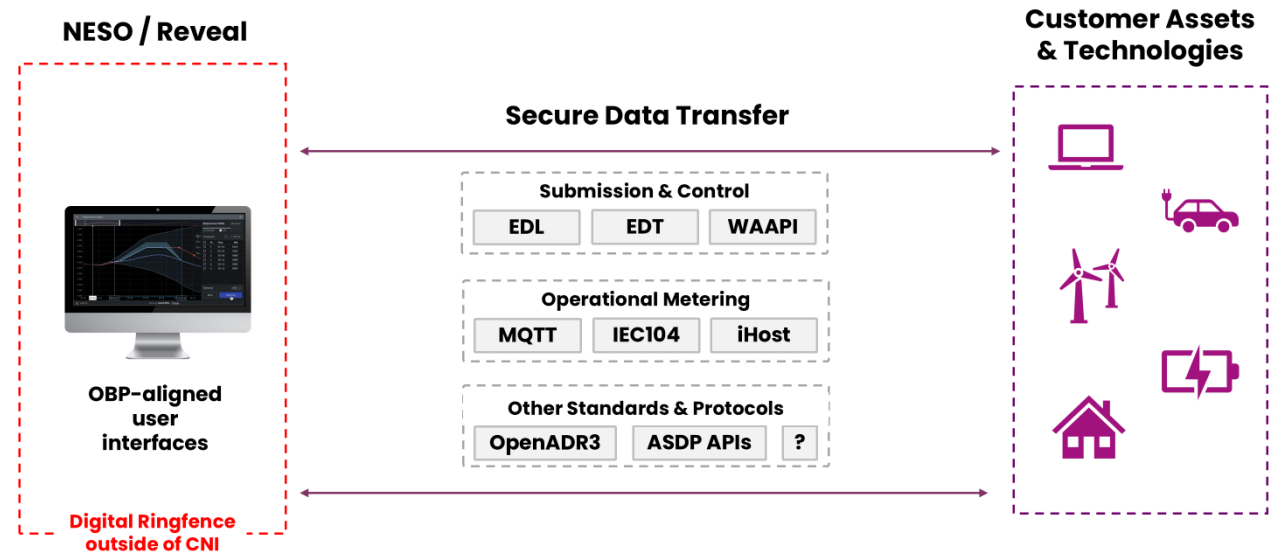 NESO / Reveal
Customer Assets
& Technologies
Secure Data Transfer
Submission & Control
EDL
EDT
WAAPI
Operational Metering
MQTT
IEC104
iHost
Other Standards & Protocols
OpenADR3
ASDP APIs
?
OBP-aligned
user
interfaces
Digital Ringfence
outside of CNI